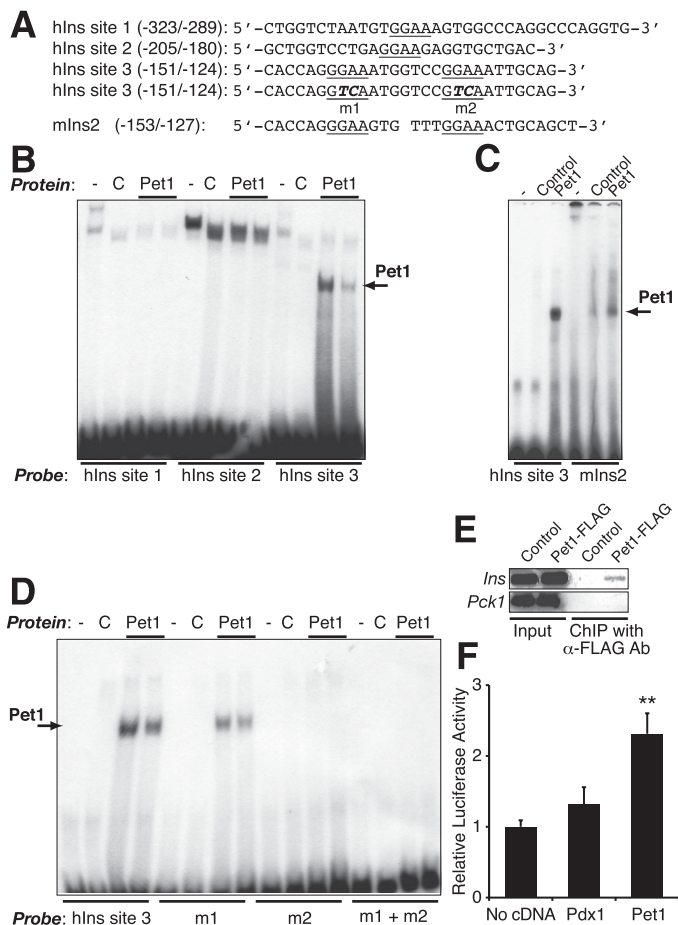 A
hIns site 1 (-323/-289): 5‘-CTGGTCTAATGTGGAAAGTGGCCCAGGCCCAGGTG-3’
hIns site 2 (-205/-180): 5‘-GCTGGTCCTGAGGAAGAGGTGCTGAC-3’
hIns site 3 (-151/-124): 5‘-CACCAGGGAAATGGTCCGGAAATTGCAG-3’
hIns site 3 (-151/-124): 5‘-CACCAGGTCAATGGTCCGTCAATTGCAG-3’
m1 m2
mIns2 (-153/-127): 5‘-CACCAGGGAAGTG TTTGGAAACTGCAGCT-3’
B
Protein: - C Pet1 - C Pet1 - C Pet1
Pet1
Probe: hIns site 1 hIns site 2 hIns site 3
C
- Control Pet1 - Control Pet1
Pet1
hIns site 3 mIns2
D
Protein: - C Pet1 - C Pet1 - C Pet1 - C Pet1
Pet1
Probe: hIns site 3 m1 m2 m1 + m2
E
Control Pet1-FLAG Control Pet1-FLAG
Ins
Pck1
Input ChIP with
α-FLAG Ab
F
Relative Luciferase Activity
3
2
1
0
**
No cDNA Pdx1 Pet1